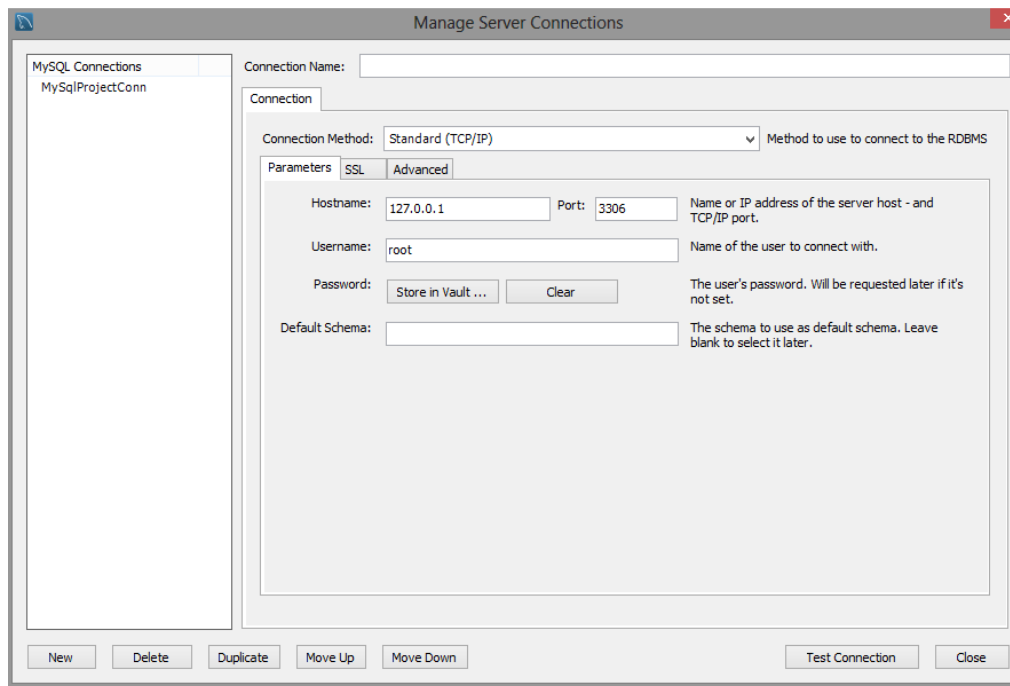 Manage Server Connections
MySQL Connections
MySqlProjectConn
Connection Name:
Connection
Connection Method: Standard (TCP/IP) Method to use to connect to the RDBMS
Parameters SSL Advanced
Hostname: 127.0.0.1 Port: 3306 Name or IP address of the server host - and
TCP/IP port.
Username: root Name of the user to connect with.
Password: Store in Vault ... Clear The user's password. Will be requested later if it's
not set.
Default Schema: The schema to use as default schema. Leave
blank to select it later.
New Delete Duplicate Move Up Move Down Test Connection Close